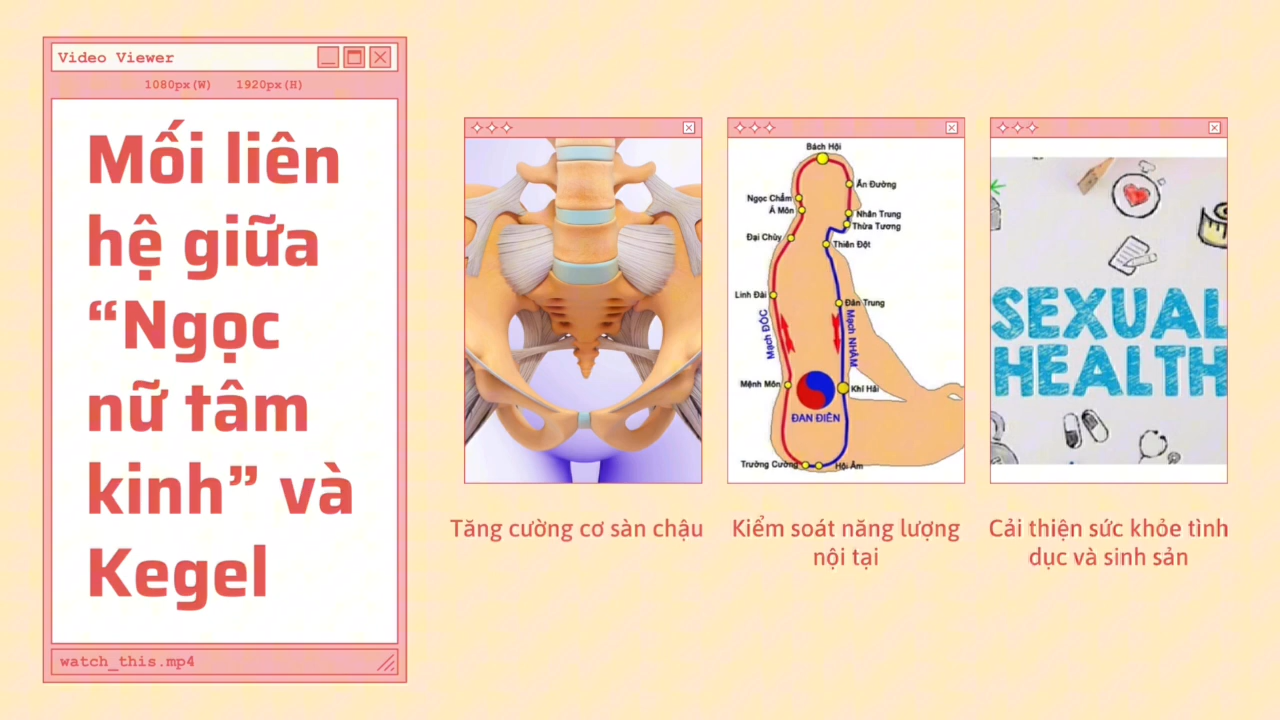 Video Viewer
1080px(W) 1920px(H)
Mối liên
hệ giữa
“Ngọc
nữ tâm
kinh” và
Kegel
watch_this.mp4
Bách Hội
Ấn Đường
Ngọc Chẩm
Á Môn
Nhân Trung
Thừa Tương
Đại Chùy
Thiên Đột
Linh Đài
Đản Trung
Mạch ĐỐC
Mạch NHÂM
Mệnh Môn
Khí Hải
ĐAN ĐIỀN
Trường Cường
Hội Âm
SEXUAL
HEALTH
Tăng cường cơ sàn chậu
Kiểm soát năng lượng
nội tại
Cải thiện sức khỏe tình
dục và sinh sản